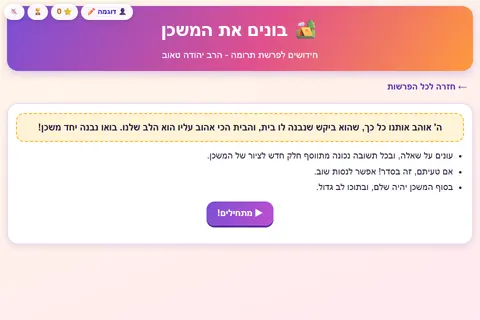 דוגמה
0
בונים את המשכן
חידושים לפרשת תרומה - הרב יהודה טאוב
← חזרה לכל הפרשות
ה' אוהב אותנו כל כך, שהוא ביקש שנבנה לו בית, והבית הכי אהוב עליו הוא הלב שלנו. בואו נבנה יחד משכן!
• עונים על שאלה, ובכל תשובה נכונה מתווסף חלק חדש לציור של המשכן.
• אם טעיתם, זה בסדר! אפשר לנסות שוב.
• בסוף המשכן יהיה שלם, ובתוכו לב גדול.
▶ מתחילים!